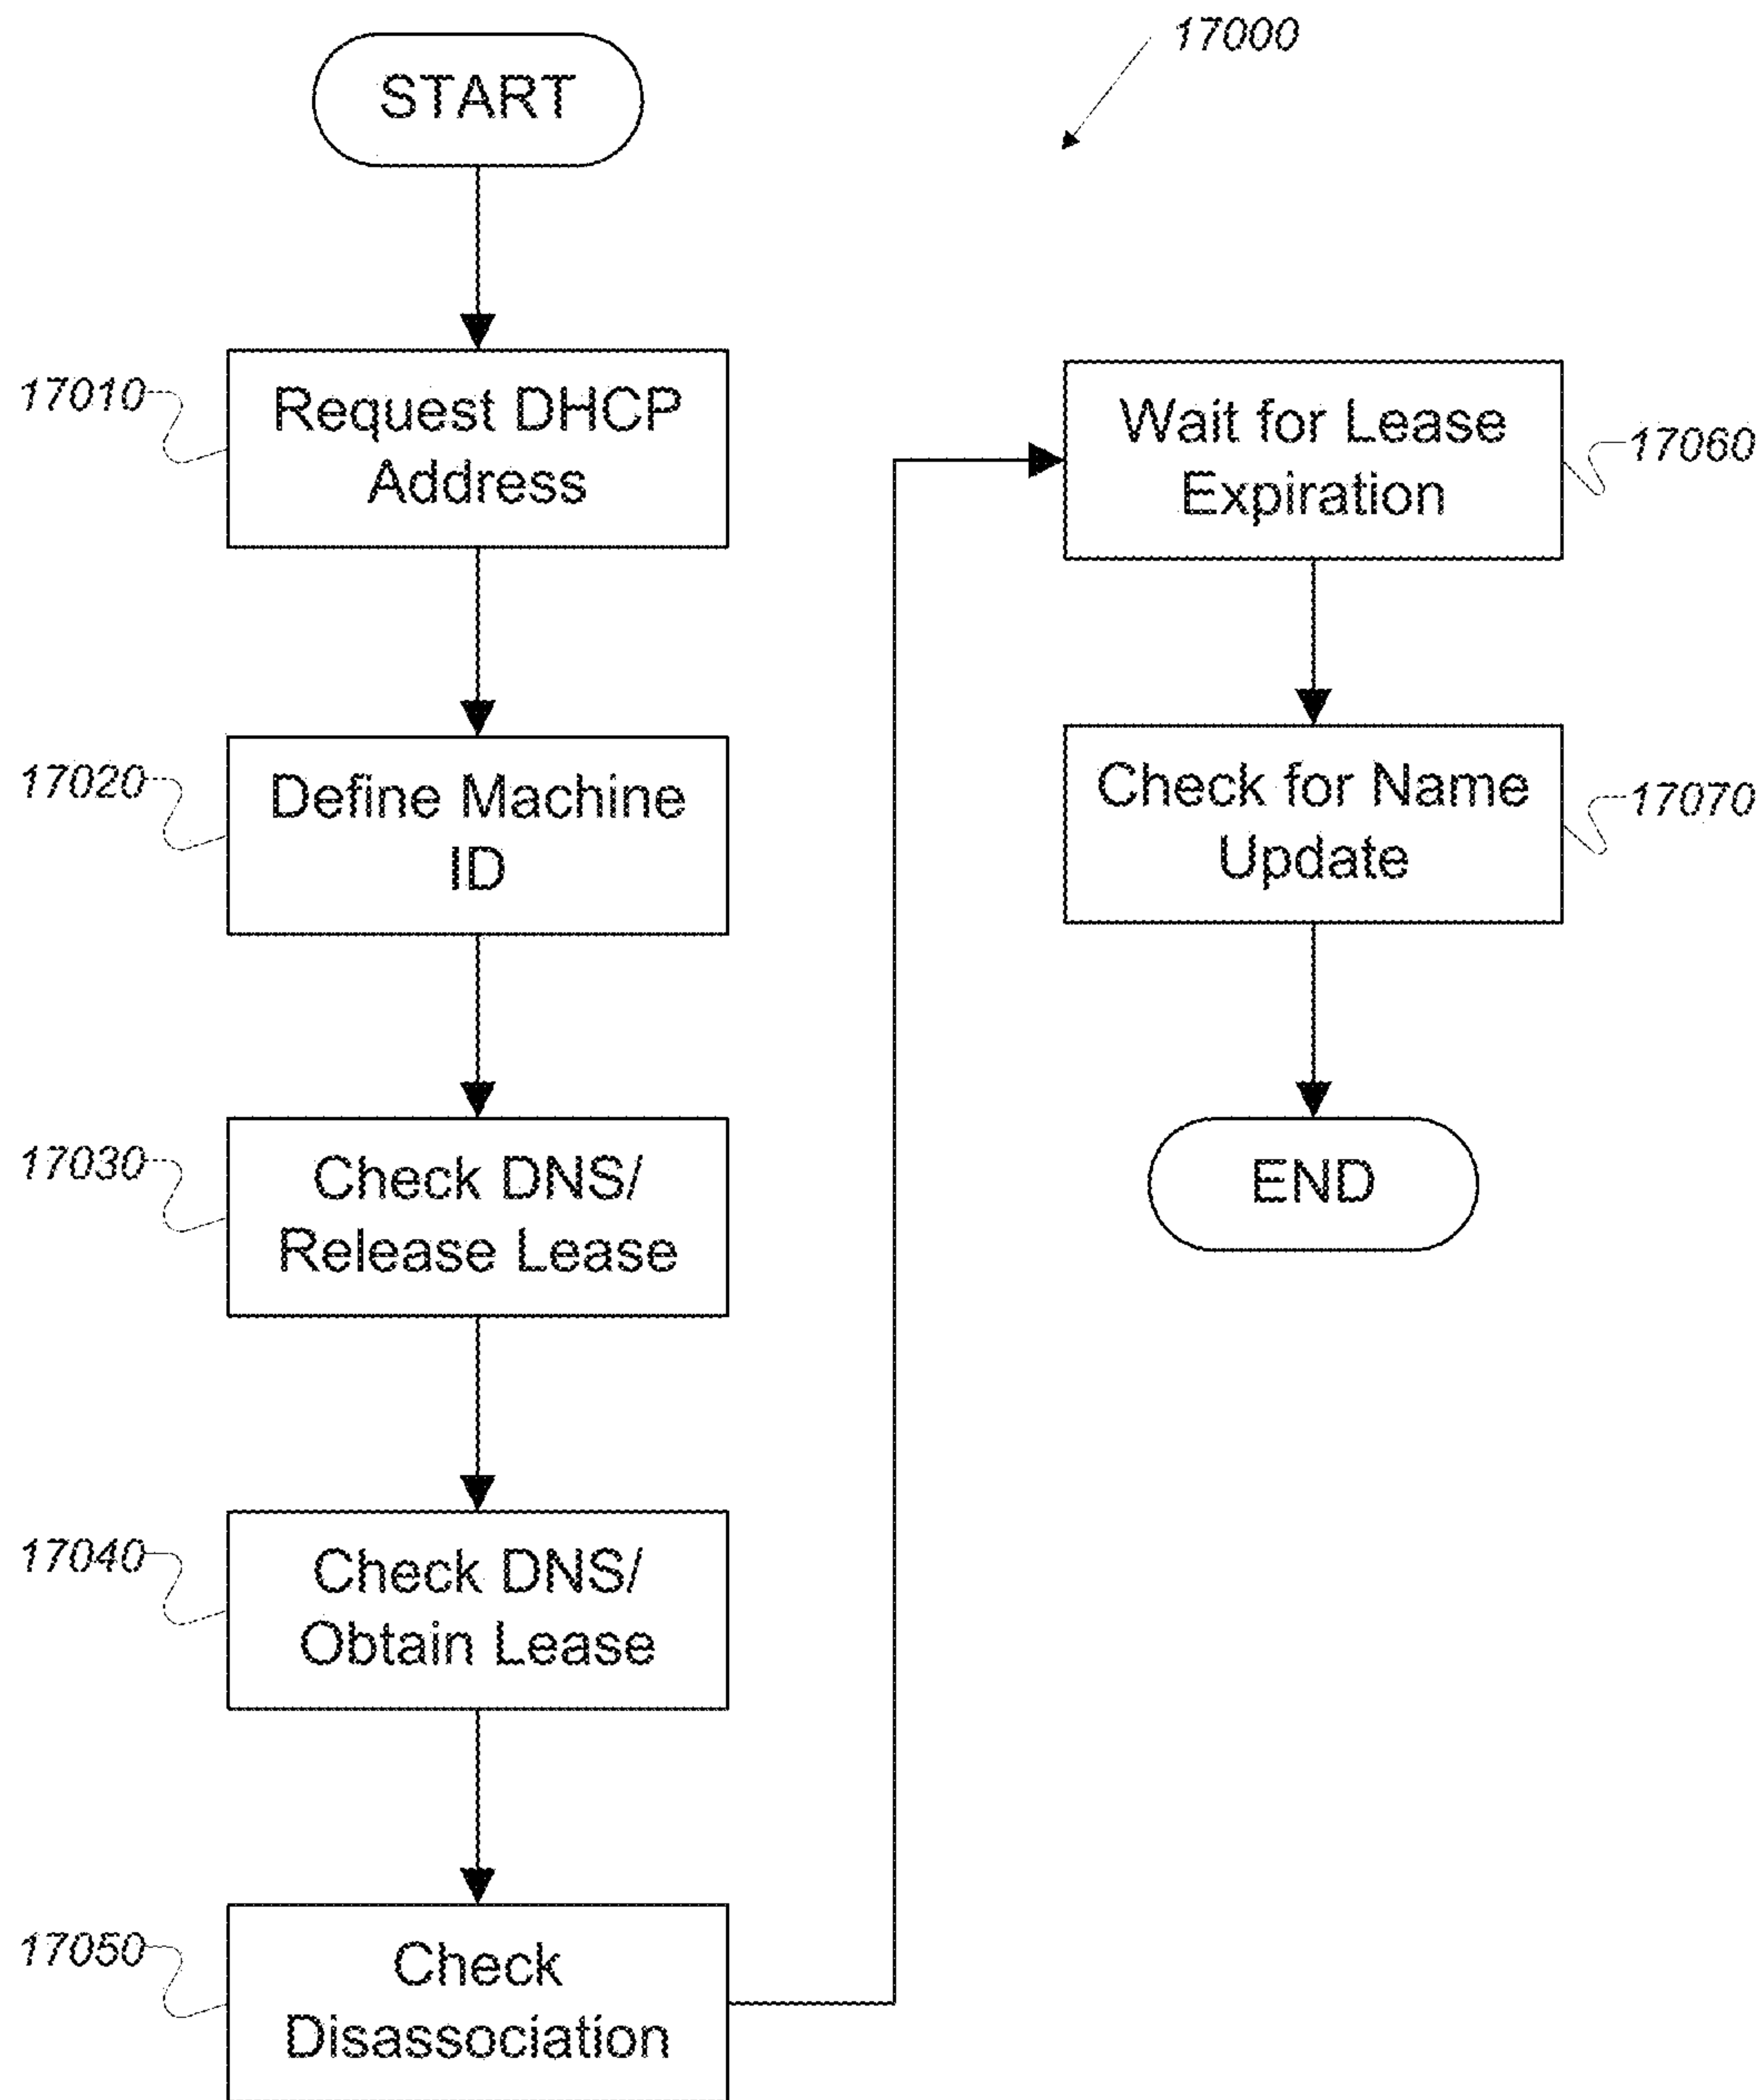 17000
START
17010
Request DHCP
Address
17020
Define Machine
ID
17030
Check DNS/
Release Lease
17040
Check DNS/
Obtain Lease
17050
Check
Disassociation
Wait for Lease
Expiration
17060
Check for Name
Update
17070
END